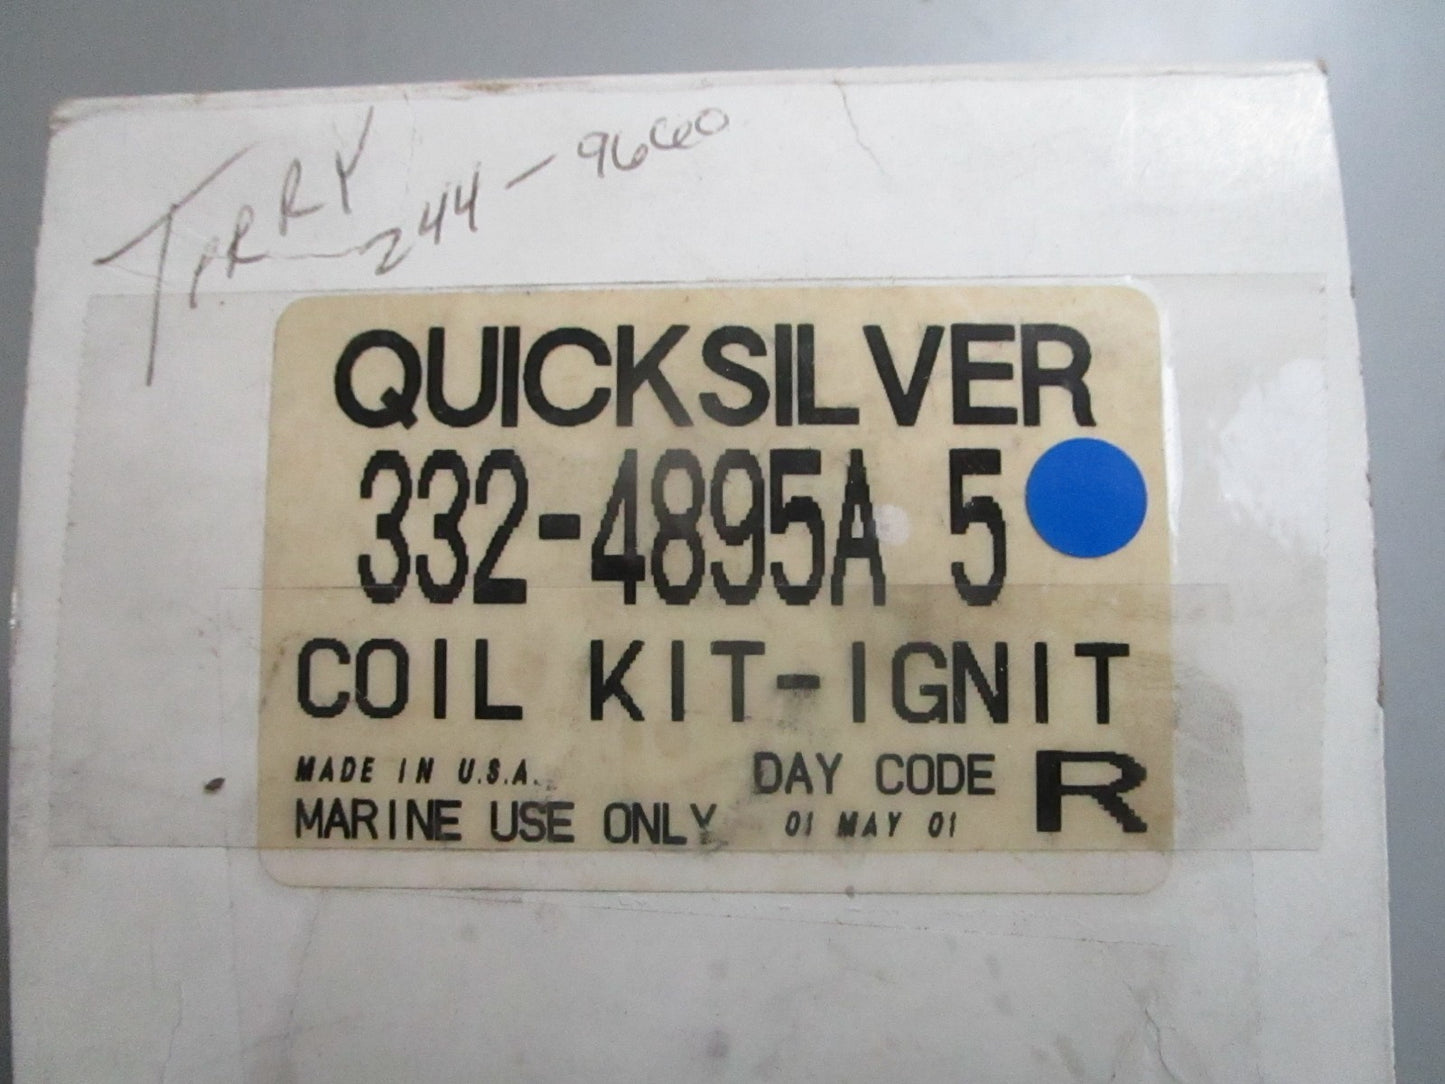 TERRY
244-9660
QUICKSILVER
332-4895A 5
COIL KIT-IGNIT
MADE IN U.S.A.
DAY CODE R
MARINE USE ONLY
01 MAY 01